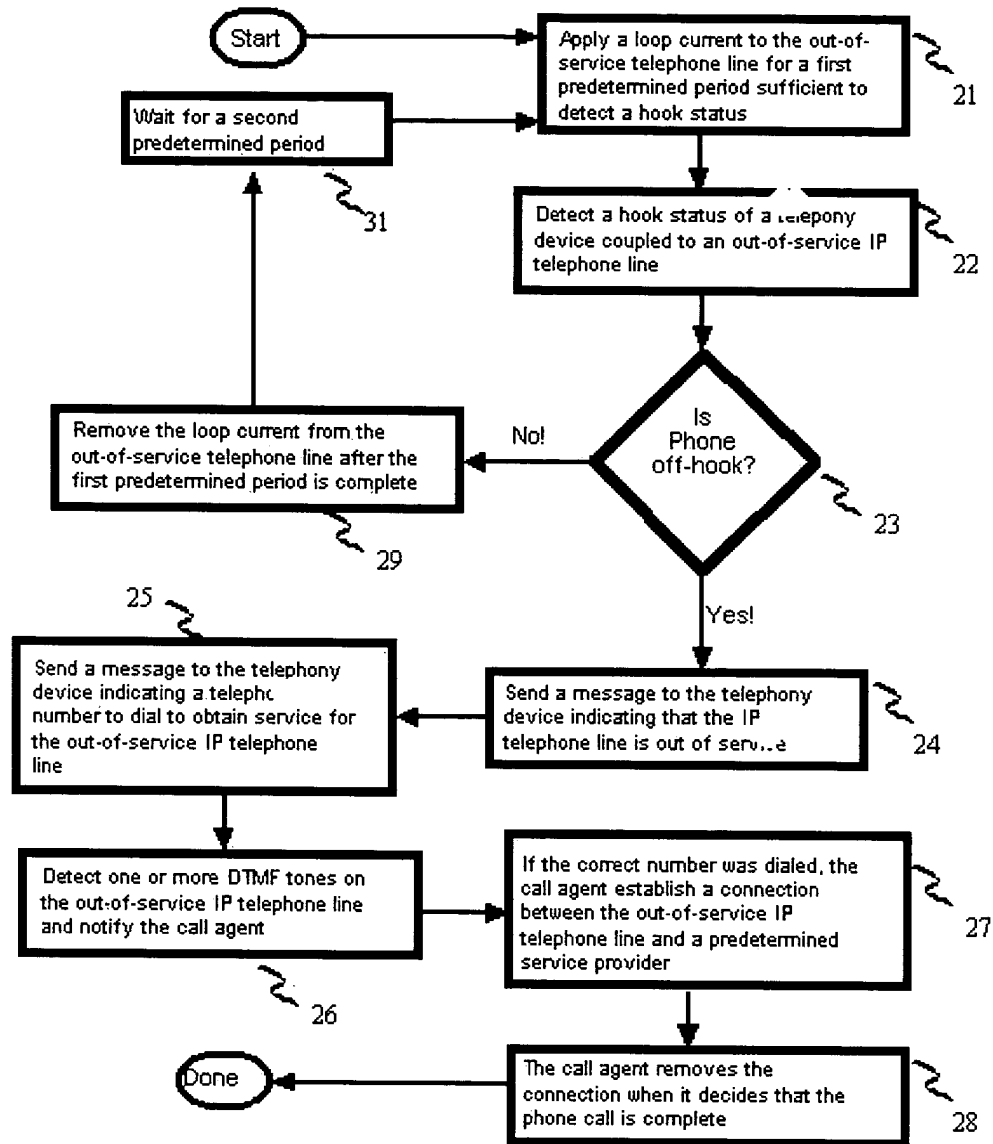 Start
Apply a loop current to the out-of-
service telephone line for a first
predetermined period sufficient to
detect a hook status
21
Wait for a second
predetermined period
31
Detect a hook status of a telepony
device coupled to an out-of-service IP
telephone line
22
Is
Phone
off-hook?
23
No!
Remove the loop current from the
out-of-service telephone line after the
first predetermined period is complete
29
Yes!
Send a message to the telephony
device indicating that the IP
telephone line is out of
24
25
Send a message to the telephony
device indicating a
number to dial to obtain service for
the out-of-service IP telephone
line
Detect one or more DTMF tones on
the out-of-service IP telephone line
and notify the call agent
26
If the correct number was dialed, the
call agent establish a connection
between the out-of-service IP
telephone line and a predetermined
service provider
27
The call agent removes the
connection when it decides that the
phone call is complete
28
Done